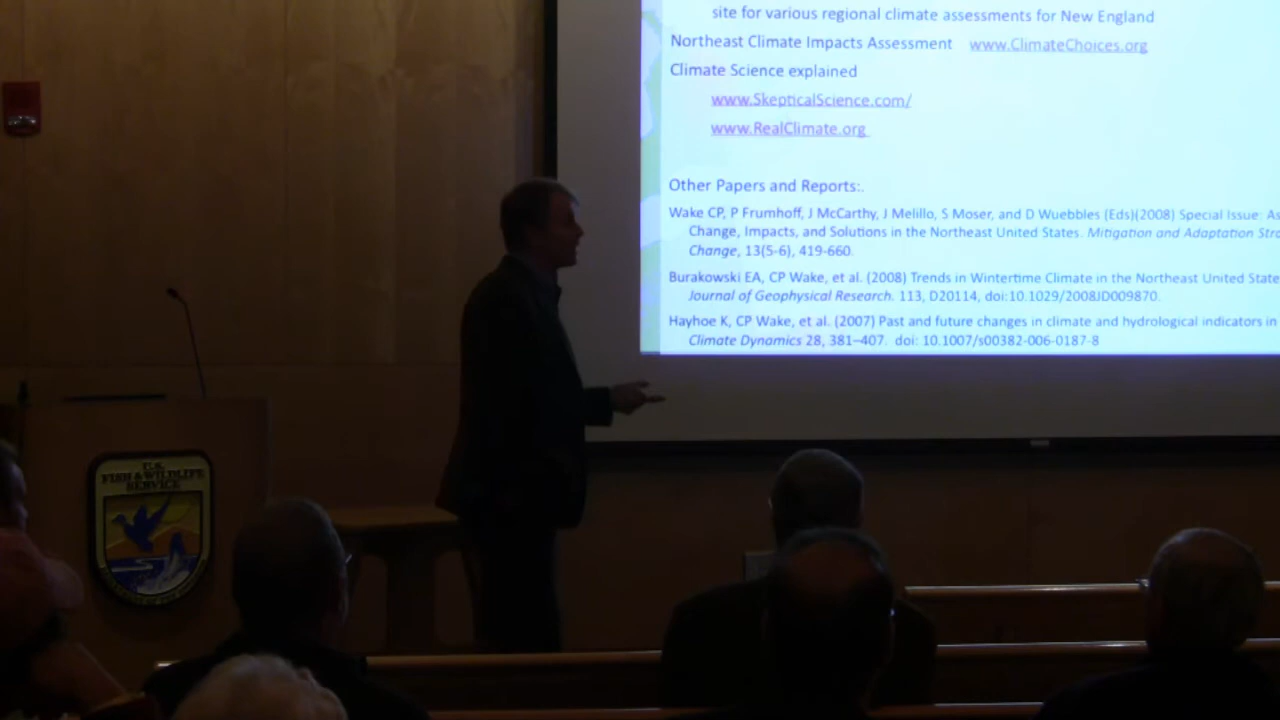 site for various regional climate assessments for New England
Northeast Climate Impacts Assessment www.ClimateChoices.org
Climate Science explained
www.SkepticalScience.com/
www.RealClimate.org
Other Papers and Reports:.
Wake CP, P Frumhoff, J McCarthy, J Melillo, S Moser, and D Wuebbles (Eds)(2008) Special Issue: As
Change, Impacts, and Solutions in the Northeast United States. Mitigation and Adaptation Stra
Change, 13(5-6), 419-660.
Burakowski EA, CP Wake, et al. (2008) Trends in Wintertime Climate in the Northeast United State
Journal of Geophysical Research. 113, D20114, doi:10.1029/2008JD009870.
Hayhoe K, CP Wake, et al. (2007) Past and future changes in climate and hydrological indicators in
Climate Dynamics 28, 381–407. doi: 10.1007/s00382-006-0187-8
U.S.
FISH & WILDLIFE
SERVICE